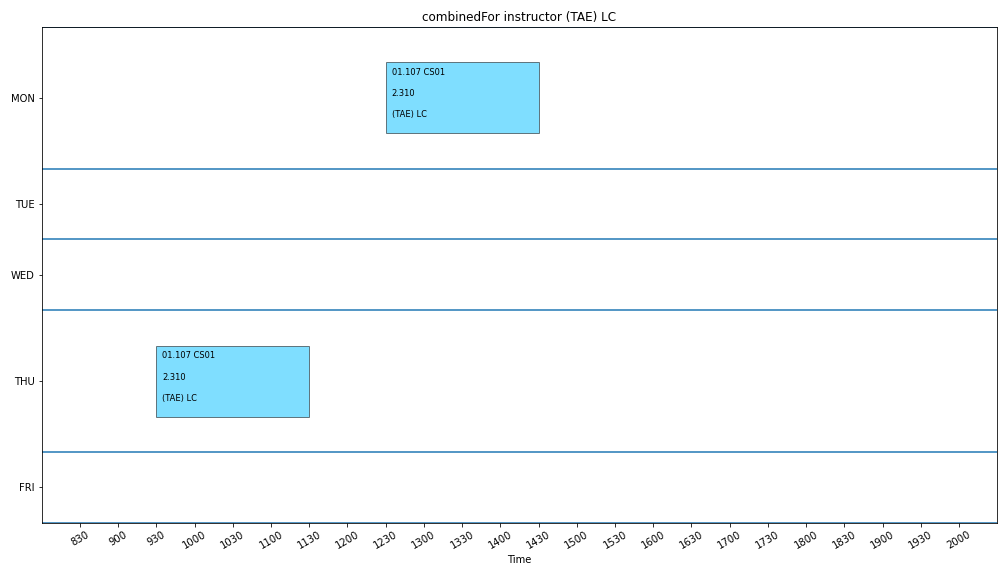 combinedFor instructor (TAE) LC
MON
01.107 CS01
2.310
(TAE) LC
TUE
WED
THU
01.107 CS01
2.310
(TAE) LC
FRI
830 900 930 1000 1030 1100 1130 1200 1230 1300 1330 1400 1430 1500 1530 1600 1630 1700 1730 1800 1830 1900 1930 2000
Time